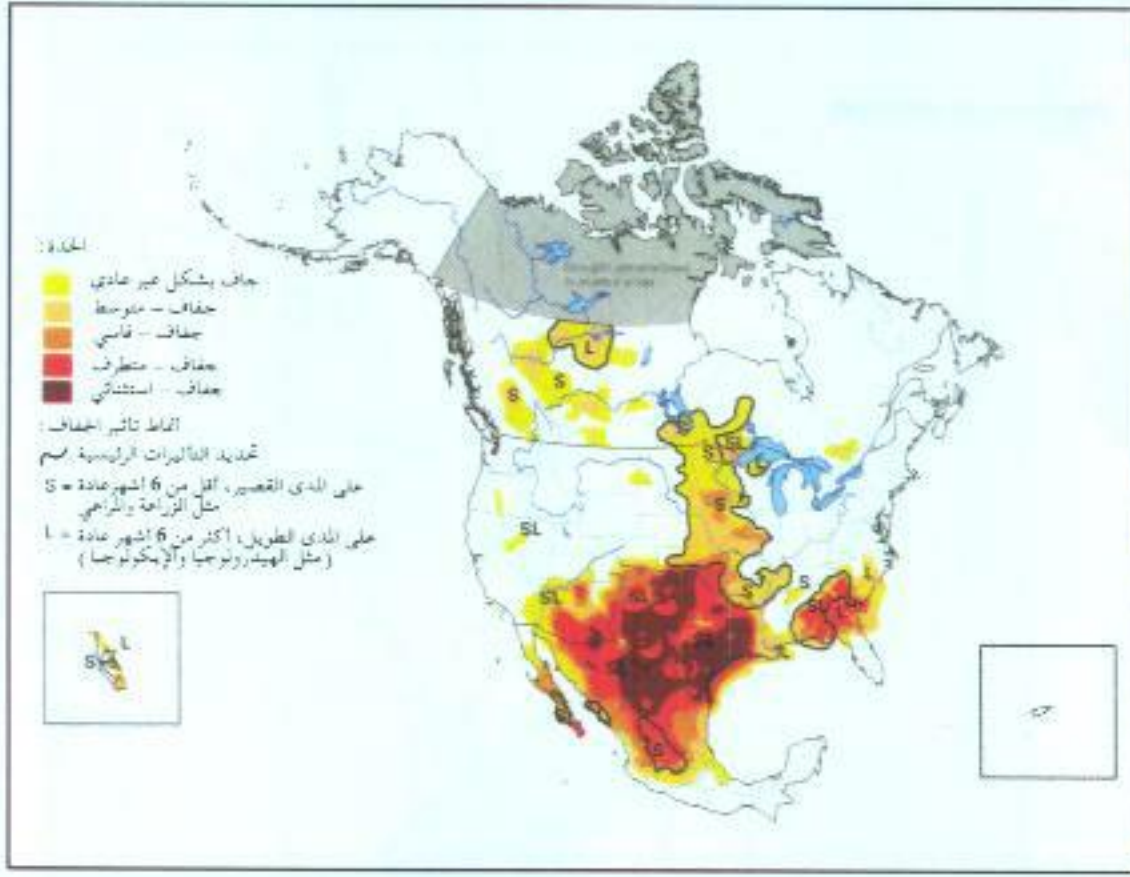 الحدة:
جاف بشكل غير عادي
جفاف – متوسط
جفاف – قاسي
جفاف – متطرف
جفاف – استثنائي
أنماط تأثير الجفاف:
تحديد التأثيرات الرئيسية
S = على المدى القصير، أقل من 6 أشهر عادة
مثل الزراعة والمراعي
L = على المدى الطويل، أكثر من 6 أشهر عادة
(مثل الهيدرولوجيا والإيكولوجيا)
L
S
S
S
SL
S
SL
S
SL
S
S
L
S
L
S